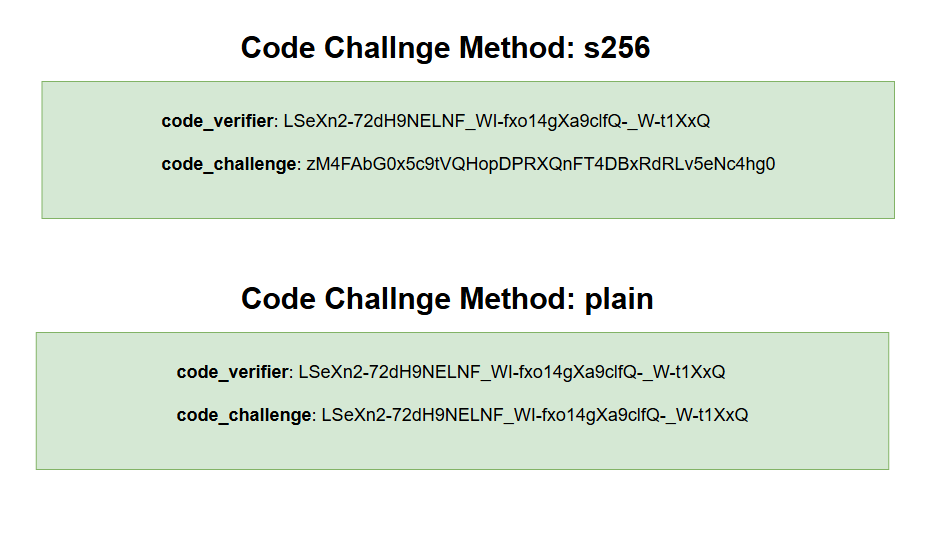 Code Challnge Method: s256
code_verifier: LSeXn2-72dH9NELNF_WI-fxo14gXa9clfQ-_W-t1XxQ
code_challenge: zM4FAbG0x5c9tVQHopDPRXQnFT4DBxRdRLv5eNc4hg0
Code Challnge Method: plain
code_verifier: LSeXn2-72dH9NELNF_WI-fxo14gXa9clfQ-_W-t1XxQ
code_challenge: LSeXn2-72dH9NELNF_WI-fxo14gXa9clfQ-_W-t1XxQ